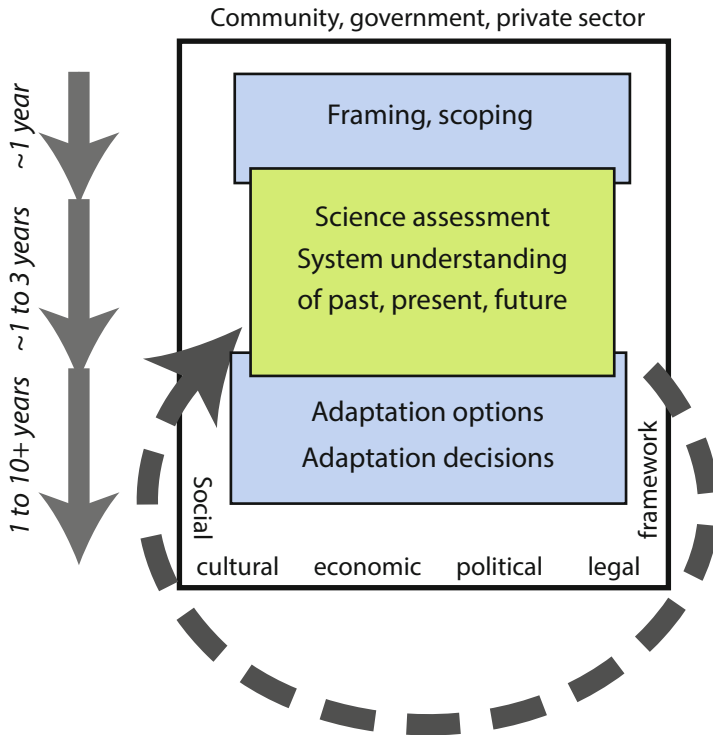 Community, government, private sector
~1 year
Framing, scoping
~1 to 3 years
Science assessment
System understanding
of past, present, future
1 to 10+ years
Adaptation options
Adaptation decisions
Social
cultural economic political legal
framework